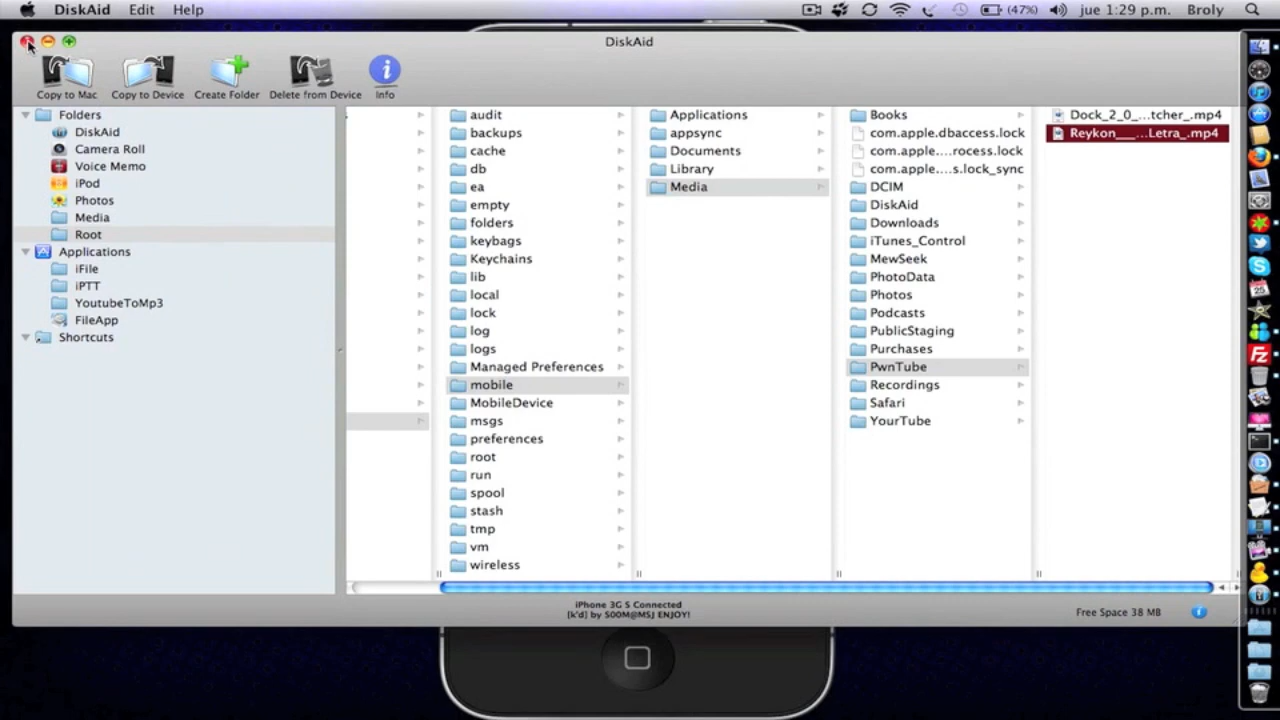 DiskAid Edit Help
(47%) jue 1:29 p.m. Broly
DiskAid
Copy to Mac Copy to Device Create Folder Delete from Device Info
Folders
DiskAid
Camera Roll
Voice Memo
iPod
Photos
Media
Root
Applications
iFile
iPTT
YoutubeToMp3
FileApp
Shortcuts
audit
backups
cache
db
ea
empty
folders
keybags
Keychains
lib
local
lock
log
logs
Managed Preferences
mobile
MobileDevice
msgs
preferences
root
run
spool
stash
tmp
vm
wireless
Applications
appsync
Documents
Library
Media
Books
com.apple.dbaccess.lock
com.apple....rocess.lock
com.apple....s.lock_sync
DCIM
DiskAid
Downloads
iTunes_Control
MewSeek
PhotoData
Photos
Podcasts
PublicStaging
Purchases
PwnTube
Recordings
Safari
YourTube
Dock_2_0_...tcher_.mp4
Reykon___...Letra_.mp4
iPhone 3G S Connected
[k'd] by S00M@MSJ ENJOY!
Free Space 38 MB